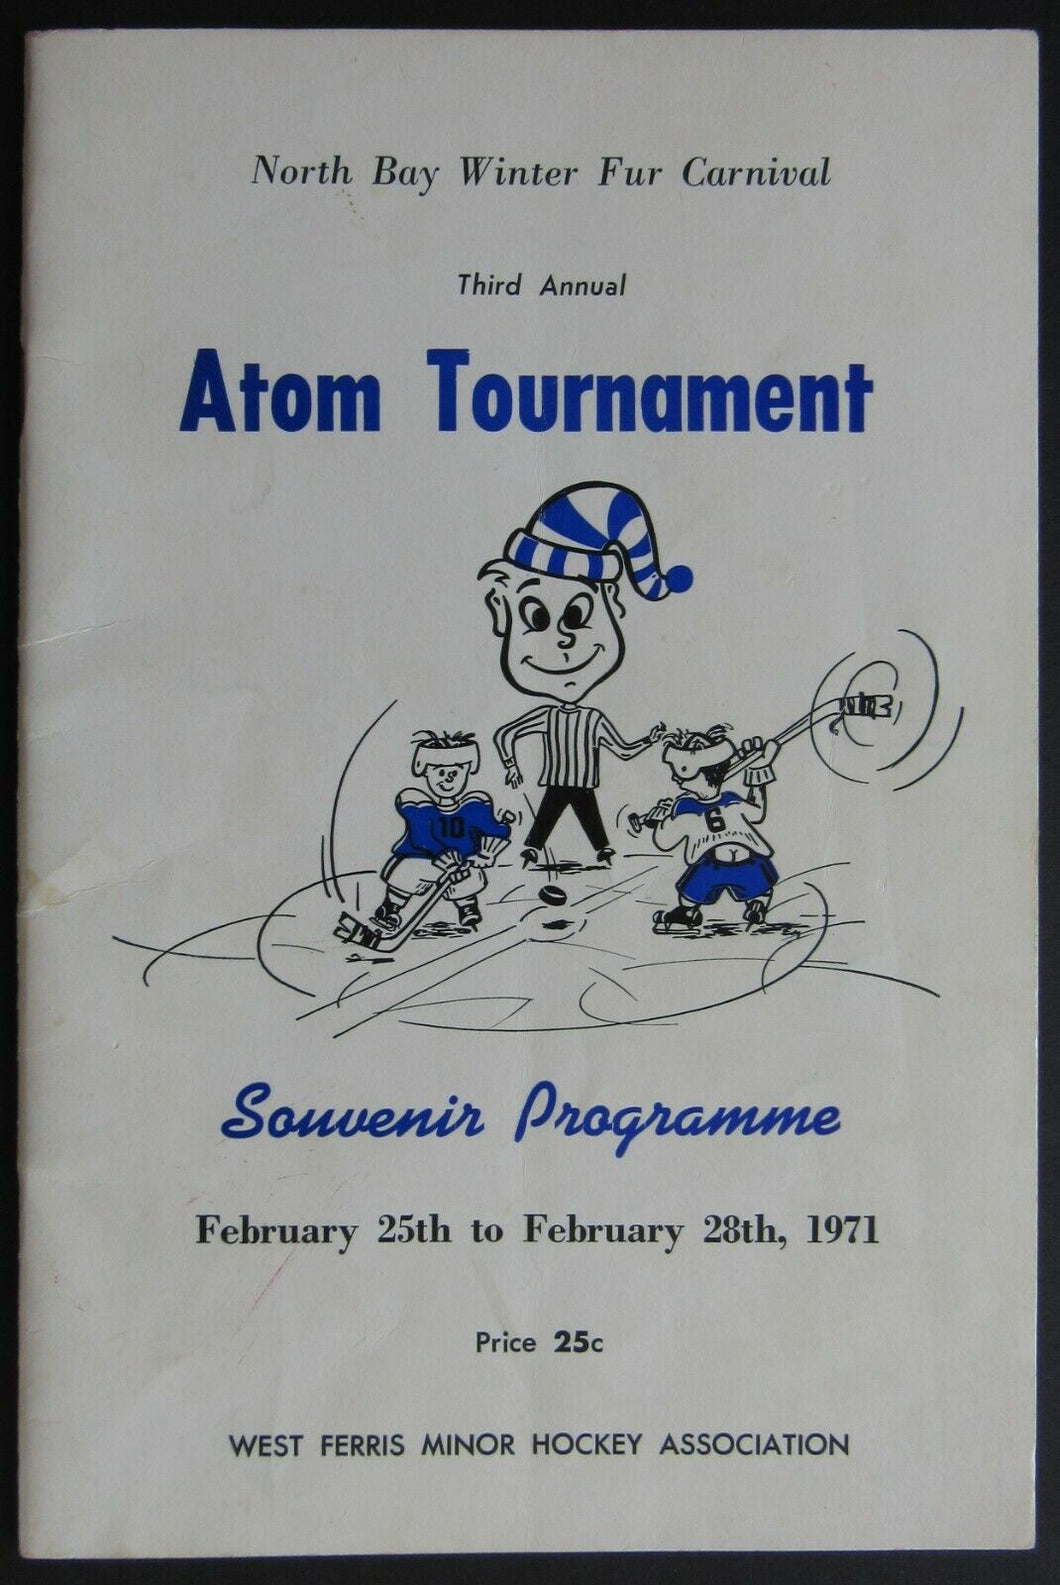 North Bay Winter Fur Carnival
Third Annual
Atom Tournament
10
6
Souvenir Programme
February 25th to February 28th, 1971
Price 25c
WEST FERRIS MINOR HOCKEY ASSOCIATION